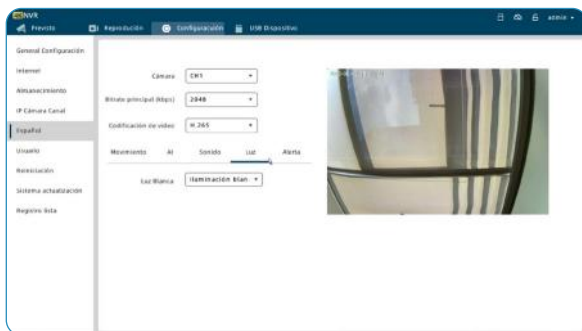 NVR
Previsto
Reproducción
Configuración
USB Dispositivo
admin
General Configuración
Internet
Almancecimiento
IP Cámara Canal
Español
Usuario
Reinstalación
Sistema actualización
Registro lista
Cámara
CH1
Bitrate principal (kbps)
2048
Codificación de video
H.265
Movimiento
AI
Sonido
Luz
Alerta
Luz Blanca
Iluminación blan